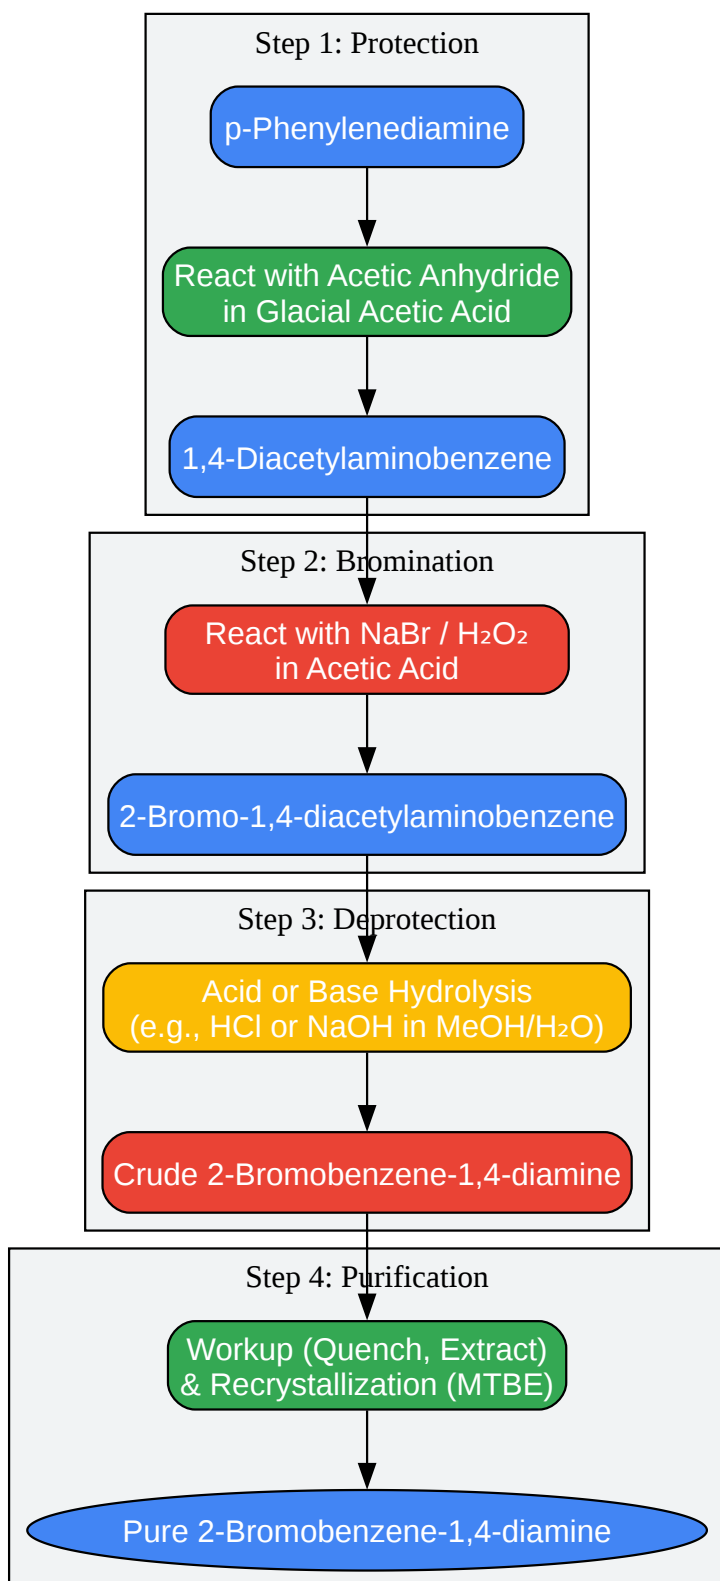 Step 1: Protection
p-Phenylenediamine
React with Acetic Anhydride
in Glacial Acetic Acid
1,4-Diacetylaminobenzene
Step 2: Bromination
React with NaBr / H₂O₂
in Acetic Acid
2-Bromo-1,4-diacetylaminobenzene
Step 3: Deprotection
Acid or Base Hydrolysis
(e.g., HCl or NaOH in MeOH/H₂O)
Crude 2-Bromobenzene-1,4-diamine
Step 4: Purification
Workup (Quench, Extract)
& Recrystallization (MTBE)
Pure 2-Bromobenzene-1,4-diamine